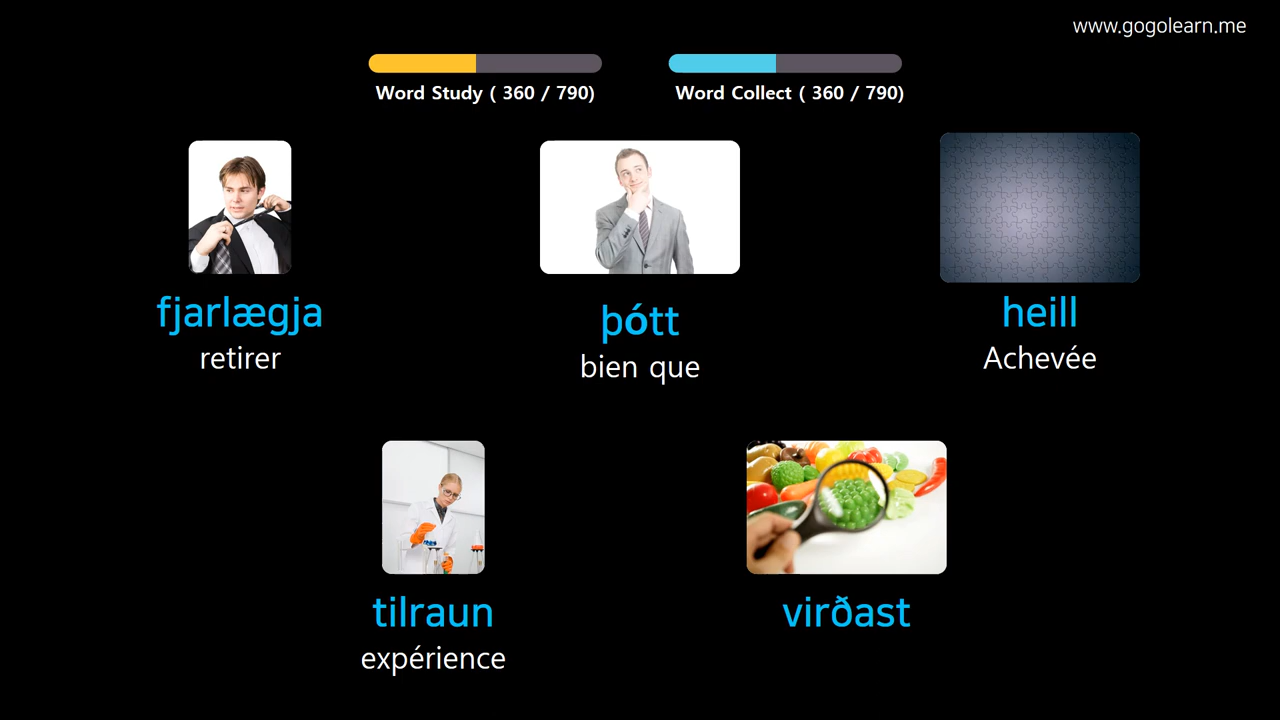 www.gogolearn.me
Word Study ( 360 / 790)
Word Collect ( 360 / 790)
fjarlægja
retirer
þótt
bien que
heill
Achevée
tilraun
expérience
virðast